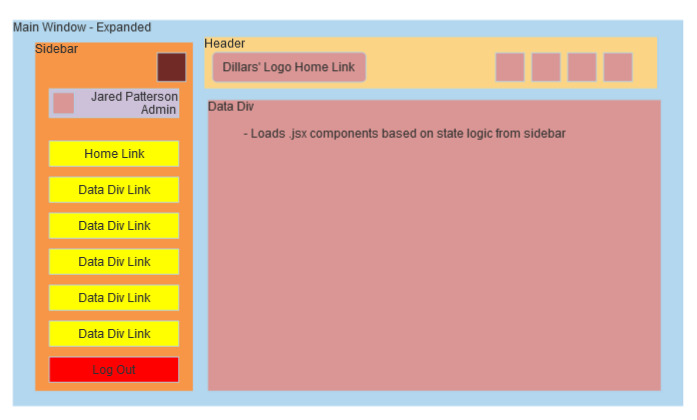 Main Window - Expanded
Sidebar
Jared Patterson
Admin
Home Link
Data Div Link
Data Div Link
Data Div Link
Data Div Link
Data Div Link
Log Out
Header
Dillars' Logo Home Link
Data Div
- Loads .jsx components based on state logic from sidebar